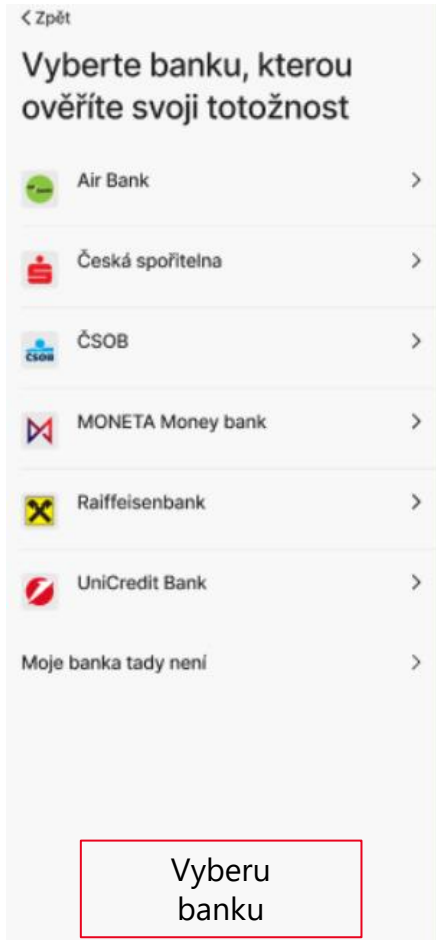 Zpět
Vyberte banku, kterou
ověříte svoji totožnost
Air Bank
Česká spořitelna
ČSOB
ČSOB
MONETA Money bank
Raiffeisenbank
UniCredit Bank
Moje banka tady není
Vyberu
banku